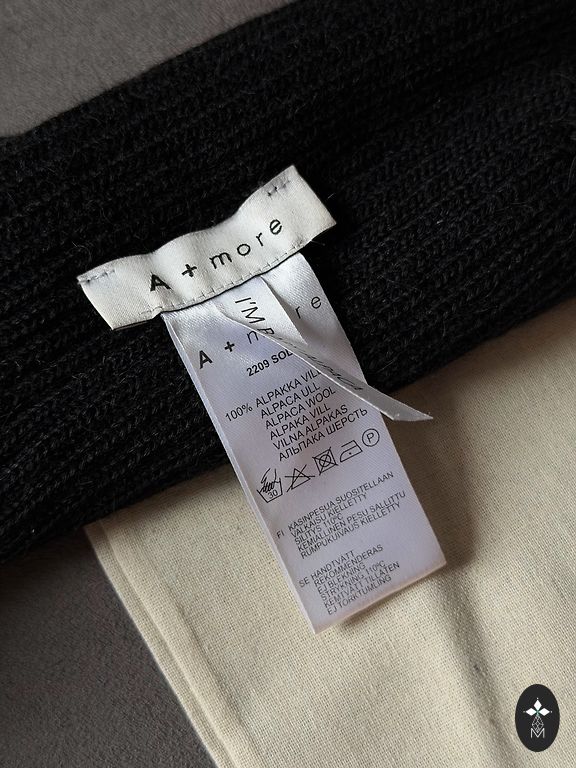 A + more
I'M
A + more
2209 SOL
100% ALPAKKA VILL
ALPACA ULL
ALPACA WOOL
ALPAKA VILL
VILNA ALPAKAS
АЛЬПАКА ШЕРСТЬ
30 P
FI KÄSINPESUA SUOSITELLAAN
VALKAISU KIELLETTY
SILITYS 110ºC
KEMIALLINEN PESU SALLITTU
RUMPUKUIVAUS KIELLETTY
SE HANDTVÄTT
REKOMMENDERAS
EJ BLEKNING
STRYKNING 110ºC
KEMTVÄTT TILLÅTEN
EJ TORKTUMLING
M